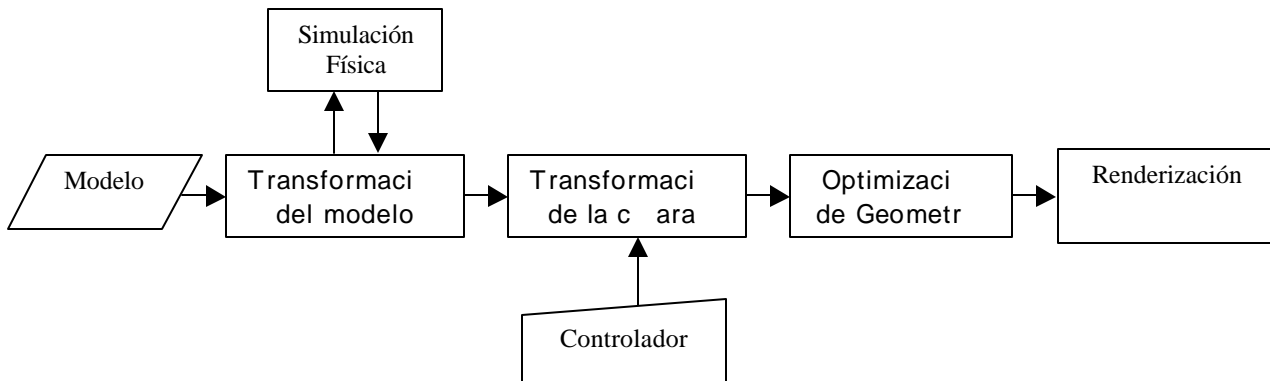 Simulación
Física
Modelo
Transformaci
del modelo
Transformaci
de la c ara
Optimizaci
de Geometr
Renderización
Controlador